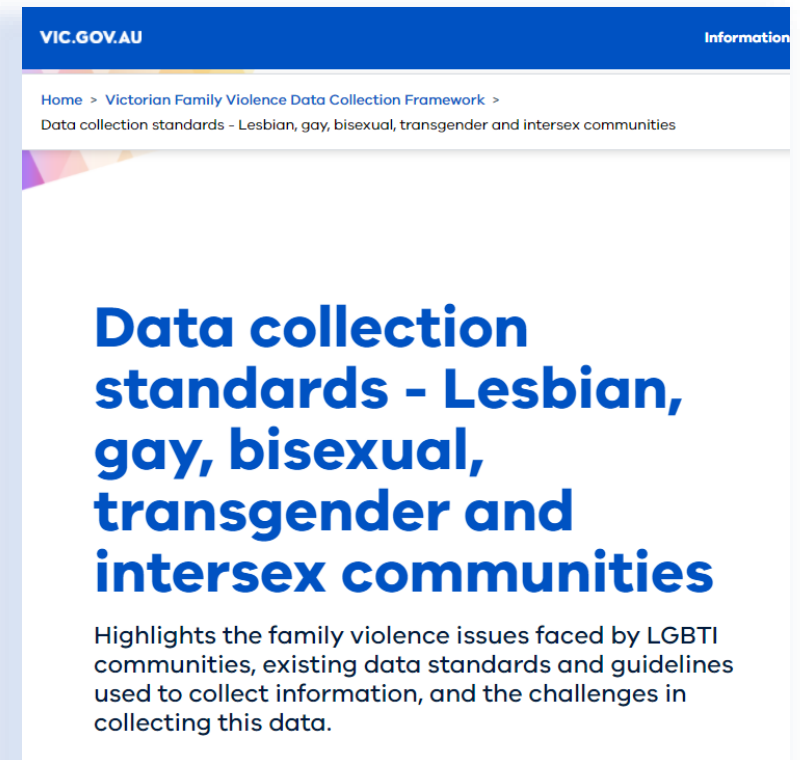 VIC.GOV.AU
Information
Home > Victorian Family Violence Data Collection Framework >
Data collection standards - Lesbian, gay, bisexual, transgender and intersex communities
Data collection
standards - Lesbian,
gay, bisexual,
transgender and
intersex communities
Highlights the family violence issues faced by LGBTI
communities, existing data standards and guidelines
used to collect information, and the challenges in
collecting this data.